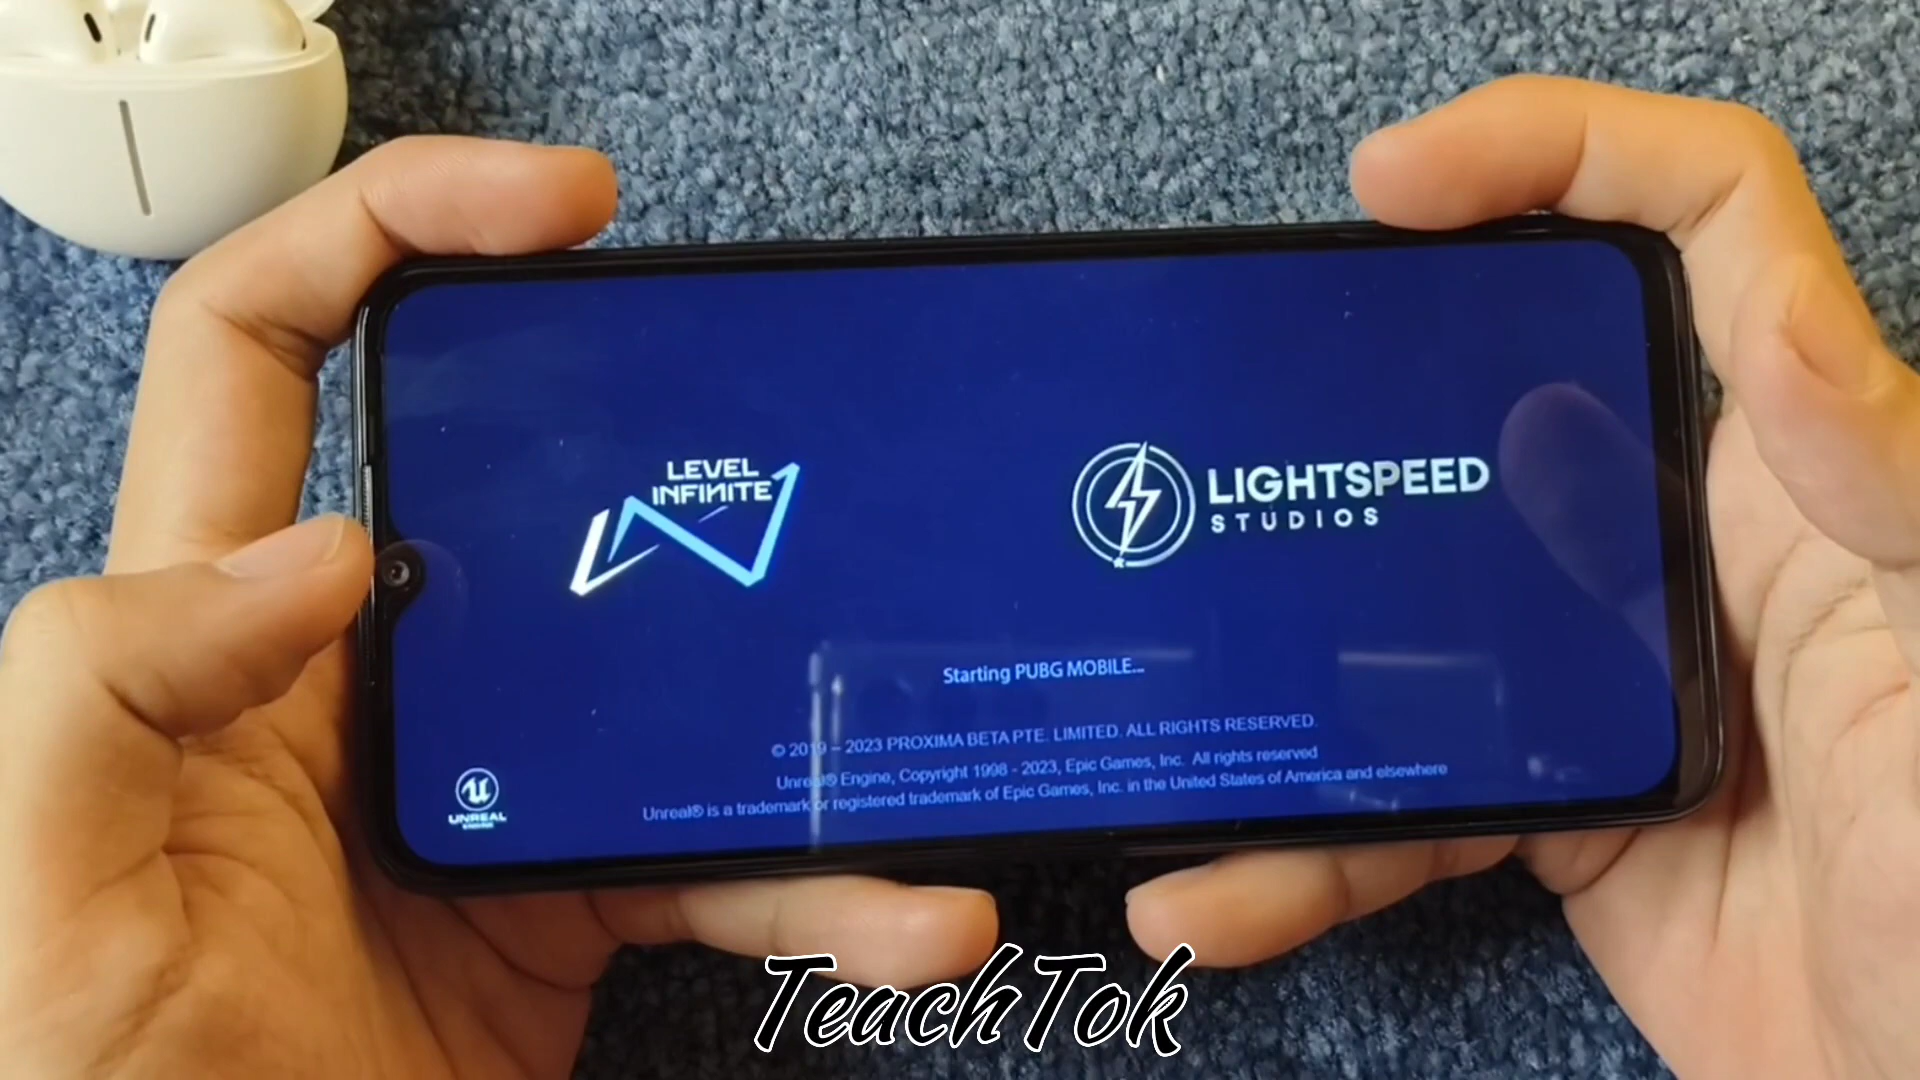 LEVEL
INFINITE
LIGHTSPEED
STUDIOS
Starting PUBG MOBILE...
© 2019 – 2023 PROXIMA BETA PTE. LIMITED. ALL RIGHTS RESERVED.
Unreal® Engine, Copyright 1998 - 2023, Epic Games, Inc. All rights reserved
Unreal® is a trademark or registered trademark of Epic Games, Inc. in the United States of America and elsewhere
UNREAL
TeachTok